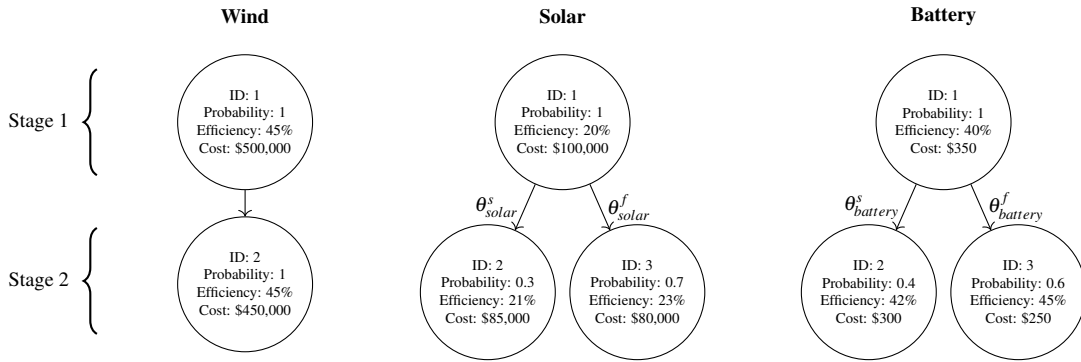 Wind
Solar
Battery
Stage 1
ID: 1
Probability: 1
Efficiency: 45%
Cost: $500,000
ID: 1
Probability: 1
Efficiency: 20%
Cost: $100,000
ID: 1
Probability: 1
Efficiency: 40%
Cost: $350
θ^s_solar
θ^f_solar
θ^s_battery
θ^f_battery
Stage 2
ID: 2
Probability: 1
Efficiency: 45%
Cost: $450,000
ID: 2
Probability: 0.3
Efficiency: 21%
Cost: $85,000
ID: 3
Probability: 0.7
Efficiency: 23%
Cost: $80,000
ID: 2
Probability: 0.4
Efficiency: 42%
Cost: $300
ID: 3
Probability: 0.6
Efficiency: 45%
Cost: $250